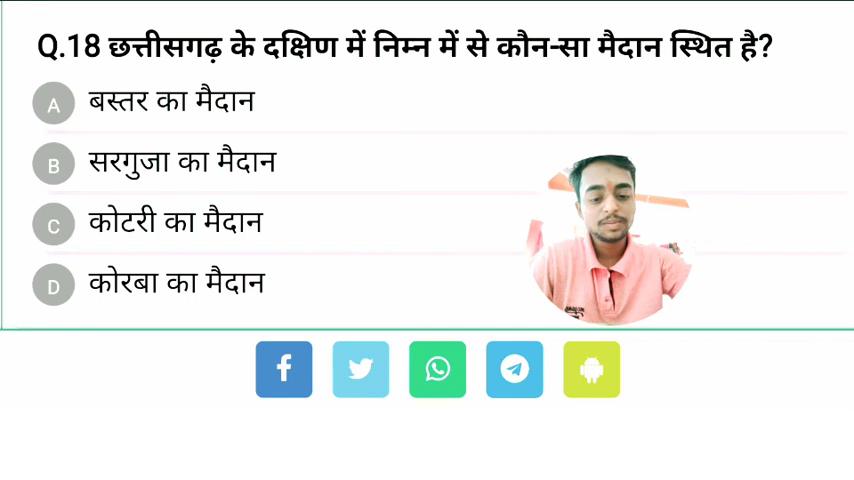 Q.18 छत्तीसगढ़ के दक्षिण में निम्न में से कौन-सा मैदान स्थित है?
A बस्तर का मैदान
B सरगुजा का मैदान
C कोटरी का मैदान
D कोरबा का मैदान